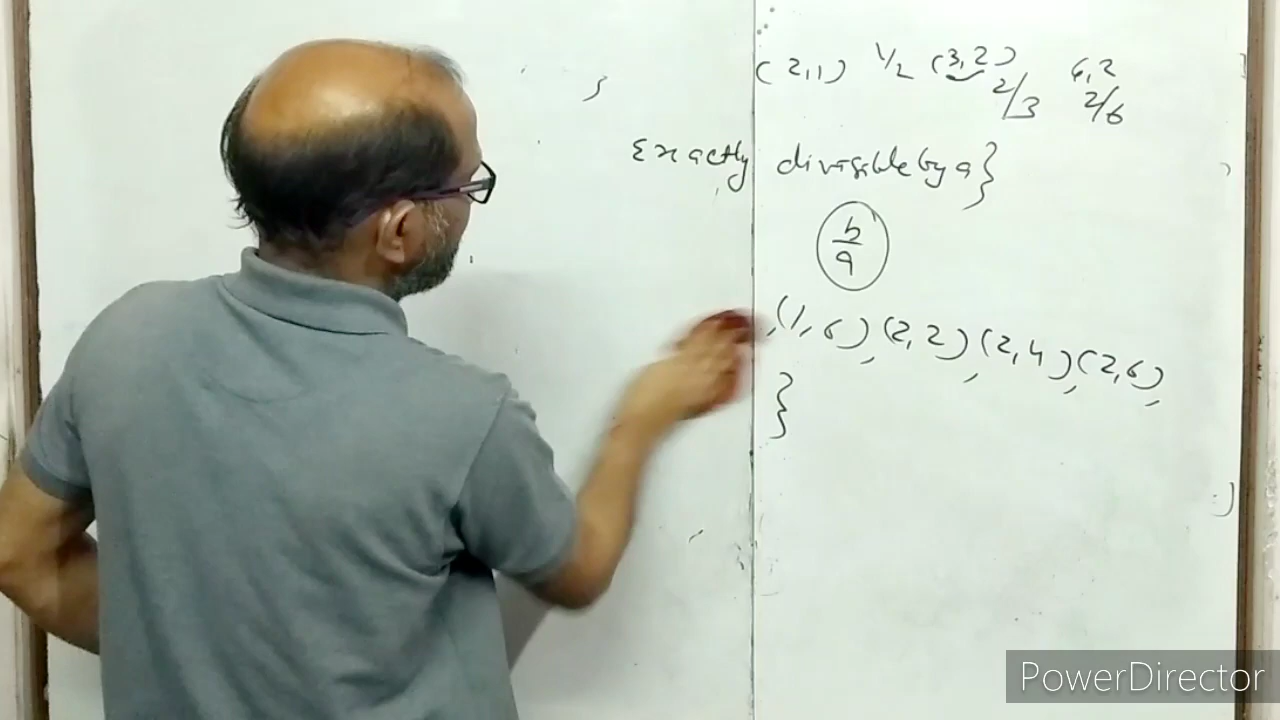 (2,1) 1/2 (3,2) 2/3 6,2 2/6
Exactly divisible by a}
b/a
,(1,6),(2,2),(2,4),(2,6),
}
PowerDirector